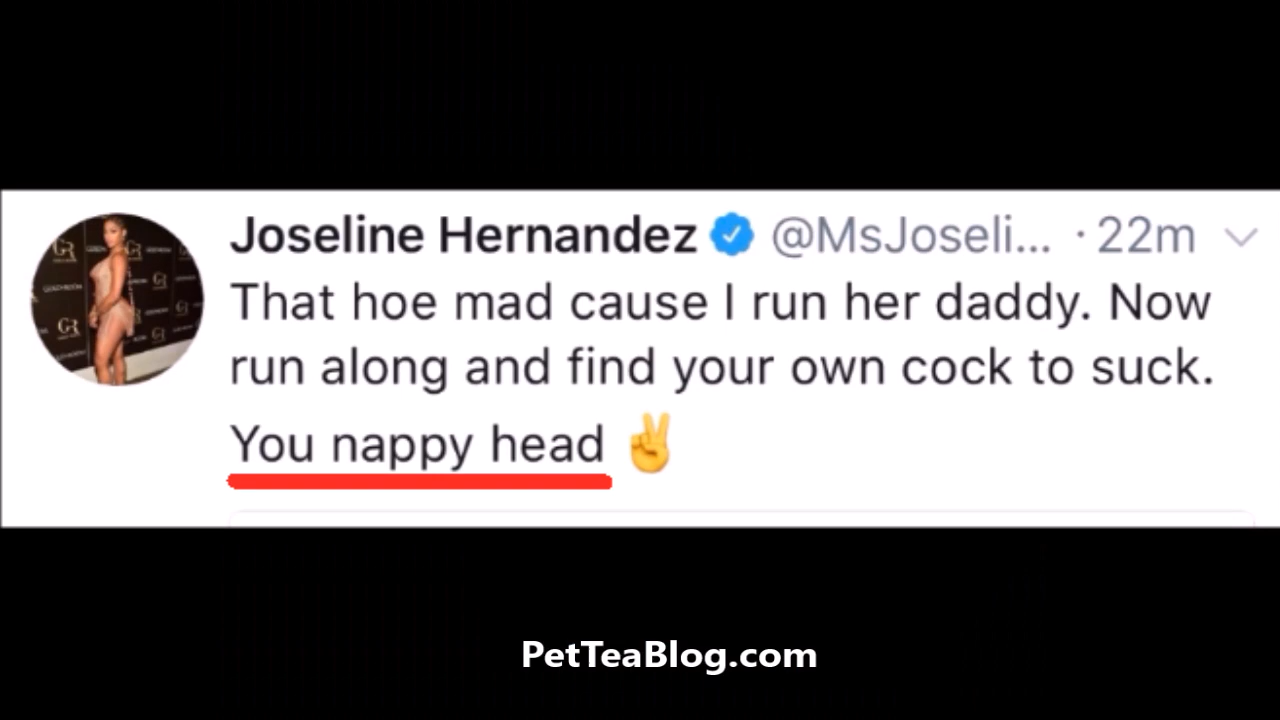 Joseline Hernandez @MsJoseli... · 22m
That hoe mad cause I run her daddy. Now
run along and find your own cock to suck.
You nappy head ✌️
PetTeaBlog.com